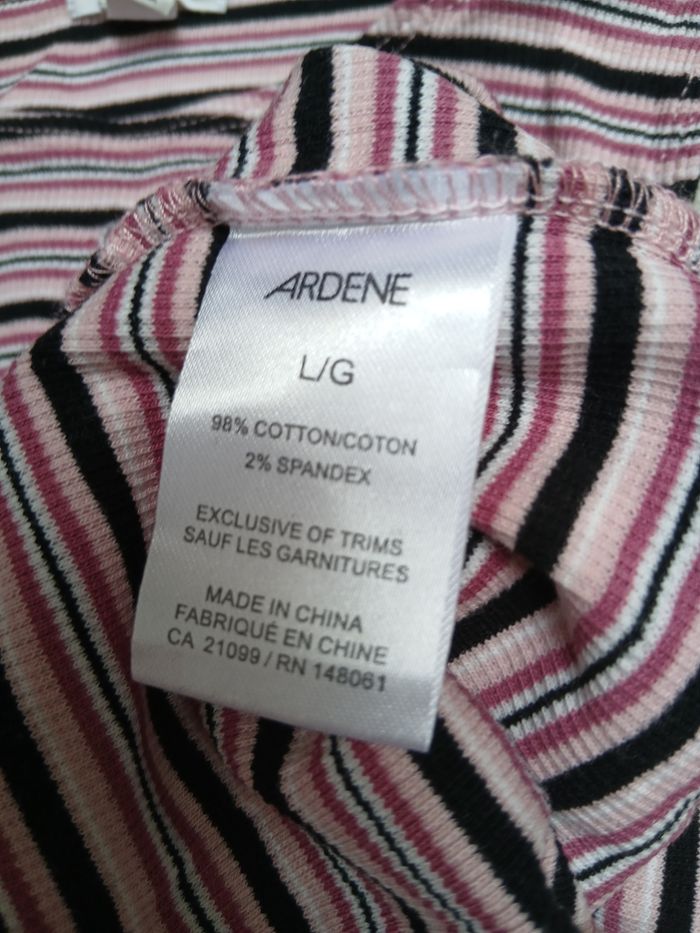 ARDENE
L/G
98% COTTON/COTON
2% SPANDEX
EXCLUSIVE OF TRIMS
SAUF LES GARNITURES
MADE IN CHINA
FABRIQUÉ EN CHINE
CA 21099 / RN 148061